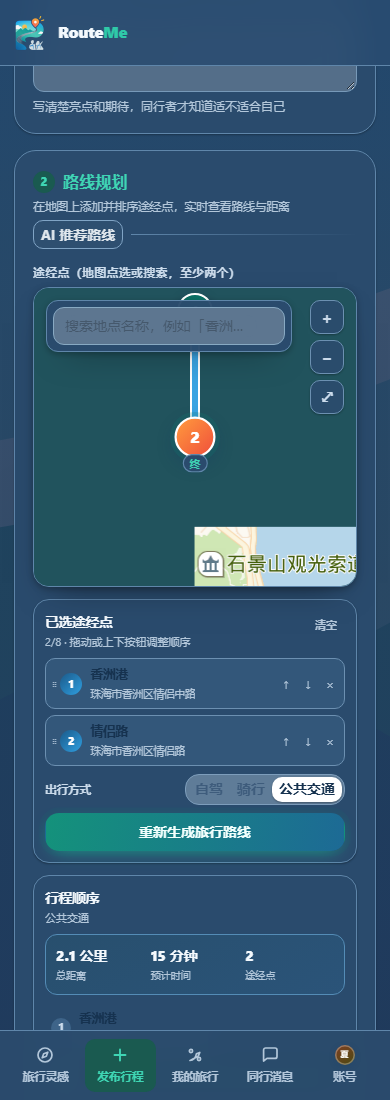 RouteMe
写清楚亮点和期待，同行者才知道适不适合自己
2 路线规划
在地图上添加并排序途经点，实时查看路线与距离
AI 推荐路线
途经点（地图点选或搜索，至少两个）
搜索地点名称，例如「香洲...
+
−
2
终
石景山观光索道
已选途经点
清空
2/8 · 拖动或上下按钮调整顺序
1 香洲港
珠海市香洲区情侣中路
↑ ↓ ×
2 情侣路
珠海市香洲区情侣路
↑ ↓ ×
出行方式 自驾 骑行 公共交通
重新生成旅行路线
行程顺序
公共交通
2.1 公里 15 分钟 2
总距离 预计时间 途经点
1 香洲港
夏
旅行灵感 发布行程 我的旅行 同行消息 账号